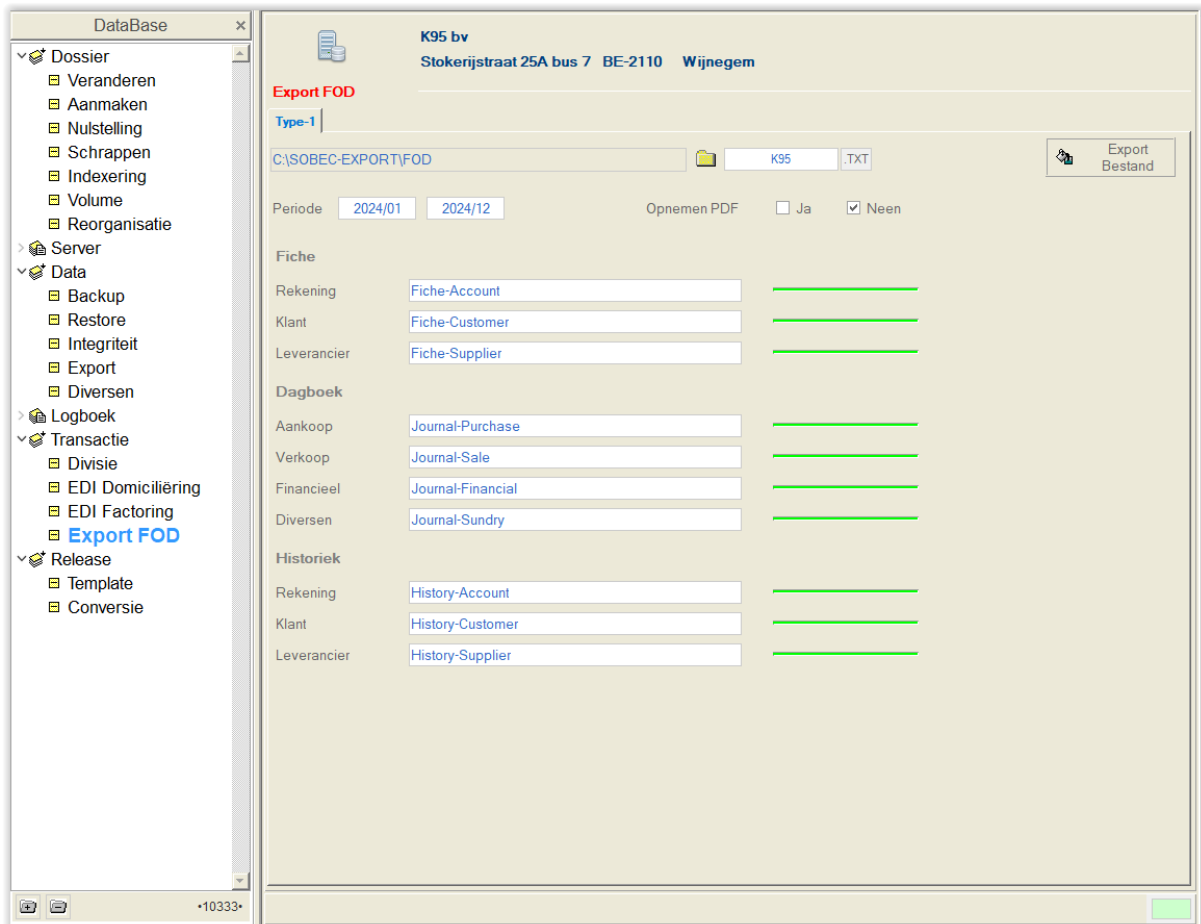 DataBase ×
Dossier
Veranderen
Aanmaken
Nulstelling
Schrappen
Indexering
Volume
Reorganisatie
Server
Data
Backup
Restore
Integriteit
Export
Diversen
Logboek
Transactie
Divisie
EDI Domiciliëring
EDI Factoring
Export FOD
Release
Template
Conversie
•10333•
K95 bv
Stokerijstraat 25A bus 7 BE-2110 Wijnegem
Export FOD
Type-1
C:\SOBEC-EXPORT\FOD K95 .TXT
Export
Bestand
Periode 2024/01 2024/12 Opnemen PDF Ja Neen
Fiche
Rekening Fiche-Account
Klant Fiche-Customer
Leverancier Fiche-Supplier
Dagboek
Aankoop Journal-Purchase
Verkoop Journal-Sale
Financieel Journal-Financial
Diversen Journal-Sundry
Historiek
Rekening History-Account
Klant History-Customer
Leverancier History-Supplier